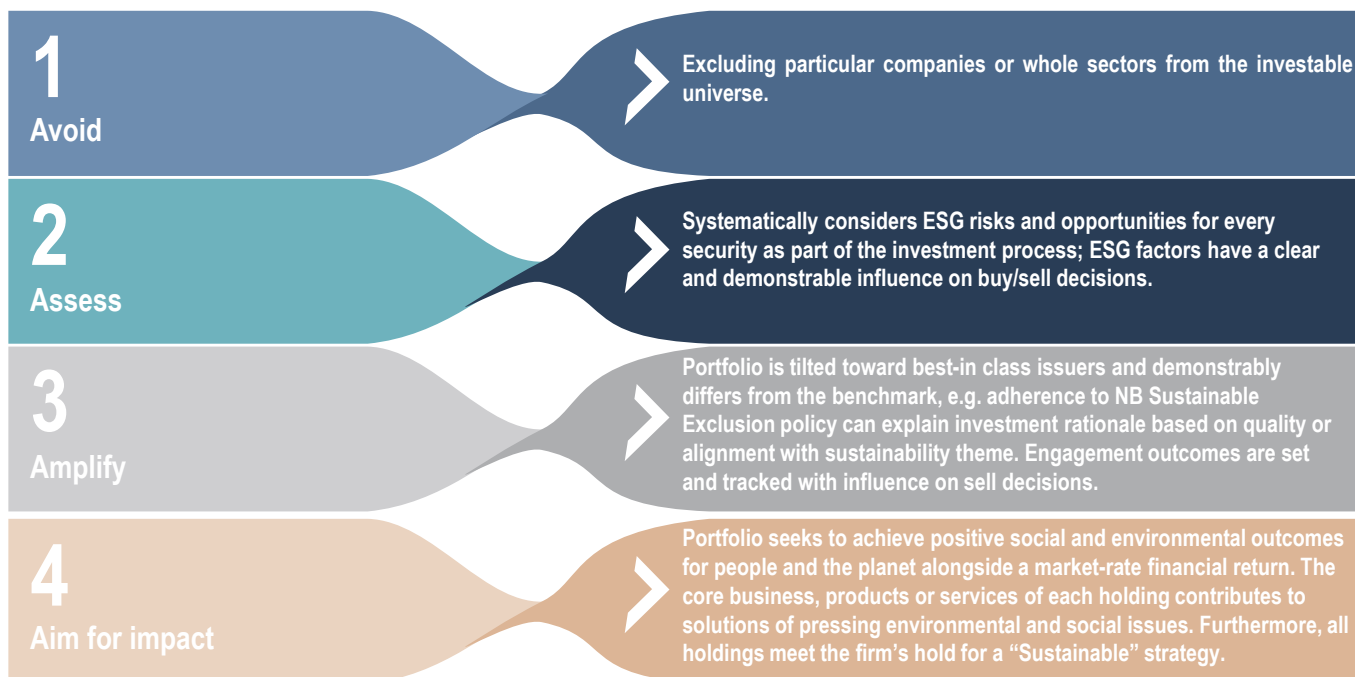 1
Avoid
Excluding particular companies or whole sectors from the investable
universe.
2
Assess
Systematically considers ESG risks and opportunities for every
security as part of the investment process; ESG factors have a clear
and demonstrable influence on buy/sell decisions.
3
Amplify
Portfolio is tilted toward best-in class issuers and demonstrably
differs from the benchmark, e.g. adherence to NB Sustainable
Exclusion policy can explain investment rationale based on quality or
alignment with sustainability theme. Engagement outcomes are set
and tracked with influence on sell decisions.
4
Aim for impact
Portfolio seeks to achieve positive social and environmental outcomes
for people and the planet alongside a market-rate financial return. The
core business, products or services of each holding contributes to
solutions of pressing environmental and social issues. Furthermore, all
holdings meet the firm's hold for a “Sustainable” strategy.